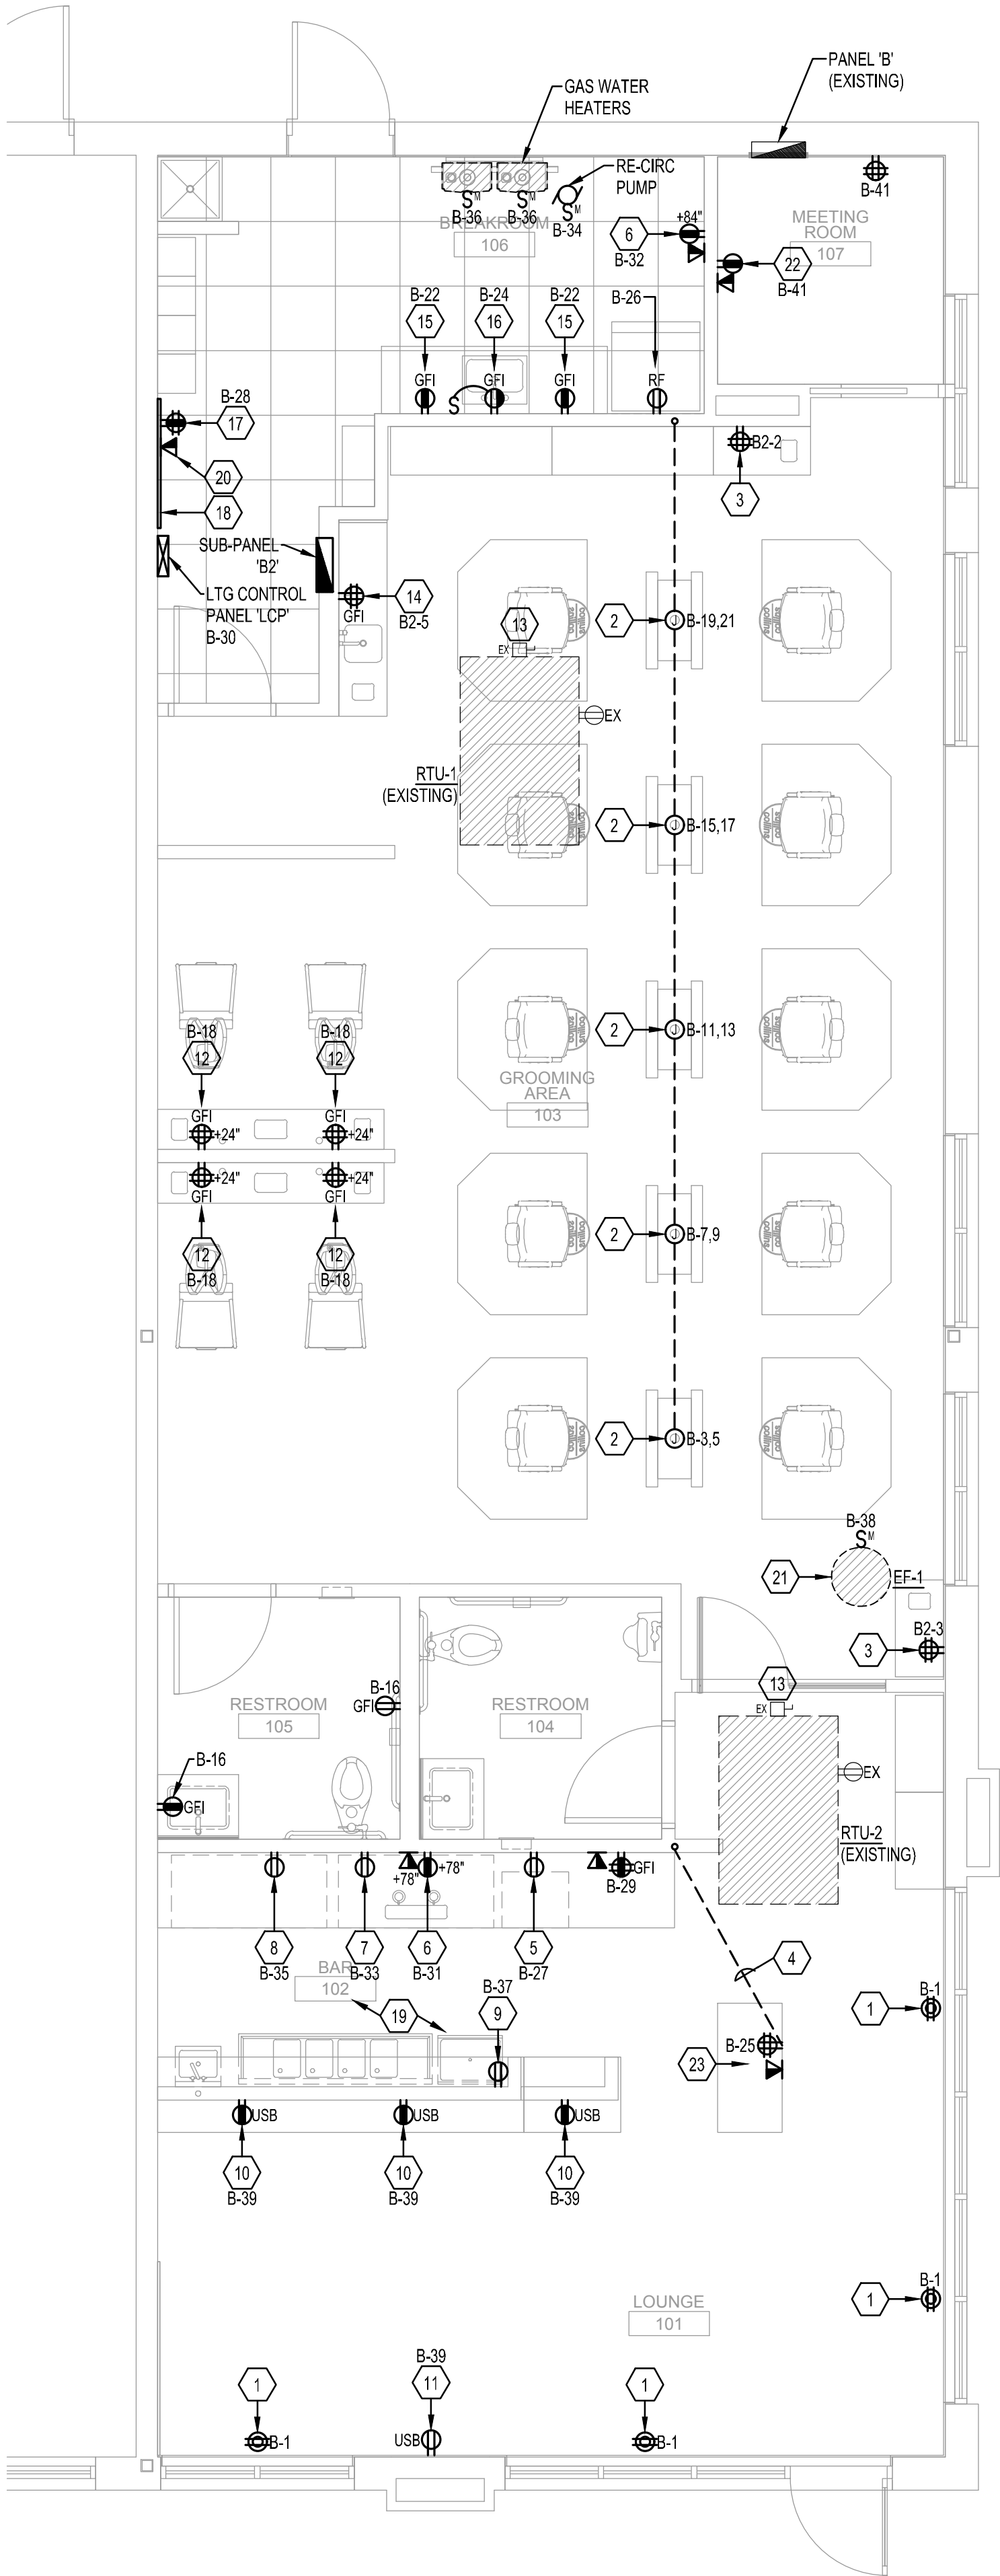 PANEL 'B'
(EXISTING)
GAS WATER
HEATERS
RE-CIRC
PUMP
B-41
S M
S M
S M
B-36
B-36
B-34
BREAKROOM
106
6
B-32
+84"
MEETING
ROOM
107
22
B-41
B-22
15
GFI
B-24
16
GFI
S
B-22
15
GFI
B-26
RF
B-28
17
20
18
B2-2
3
SUB-PANEL
'B2'
LTG CONTROL
PANEL 'LCP'
B-30
14
B2-5
GFI
13
EX
2
J
B-19,21
EX
RTU-1
(EXISTING)
2
J
B-15,17
B-18
12
GFI
+24"
B-18
12
GFI
+24"
2
J
B-11,13
GROOMING
AREA
103
+24"
GFI
12
B-18
+24"
GFI
12
B-18
2
J
B-7,9
2
J
B-3,5
B-38
S M
21
EF-1
B2-3
3
RESTROOM
105
B-16
GFI
RESTROOM
104
13
EX
B-16
GFI
EX
RTU-2
(EXISTING)
+78"
+78"
GFI
B-29
8
B-35
7
B-33
6
B-31
5
B-27
BAR
102
19
B-37
9
4
1
B-1
B-25
23
USB
10
B-39
USB
10
B-39
USB
10
B-39
1
B-1
LOUNGE
101
1
B-1
B-39
11
USB
1
B-1